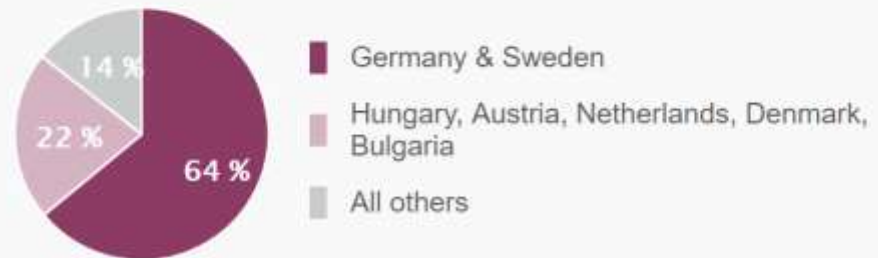 14 %
22 %
64 %
Germany & Sweden
Hungary, Austria, Netherlands, Denmark,
Bulgaria
All others